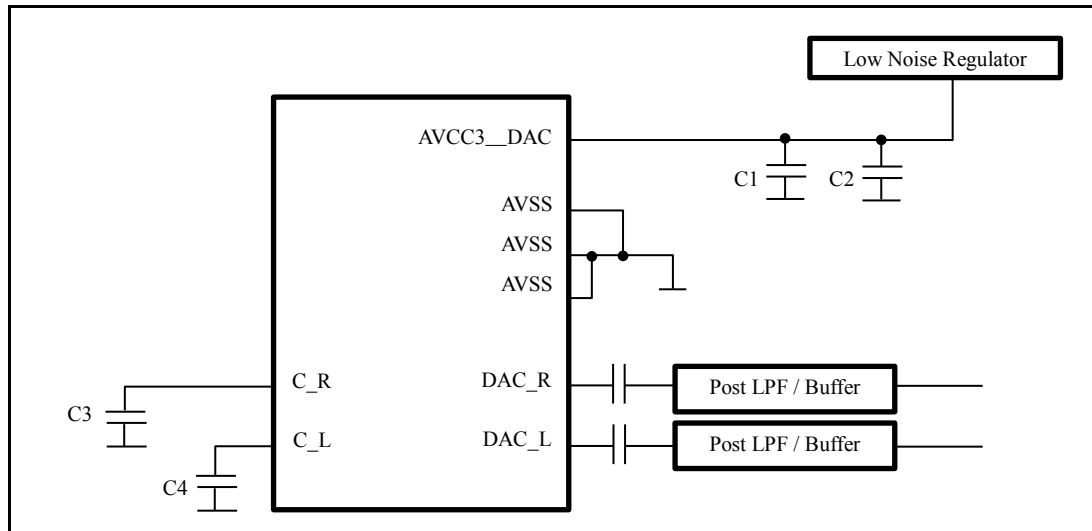 Low Noise Regulator
AVCC3__DAC
C1
C2
AVSS
AVSS
AVSS
C_R
DAC_R
Post LPF / Buffer
C3
C_L
DAC_L
Post LPF / Buffer
C4